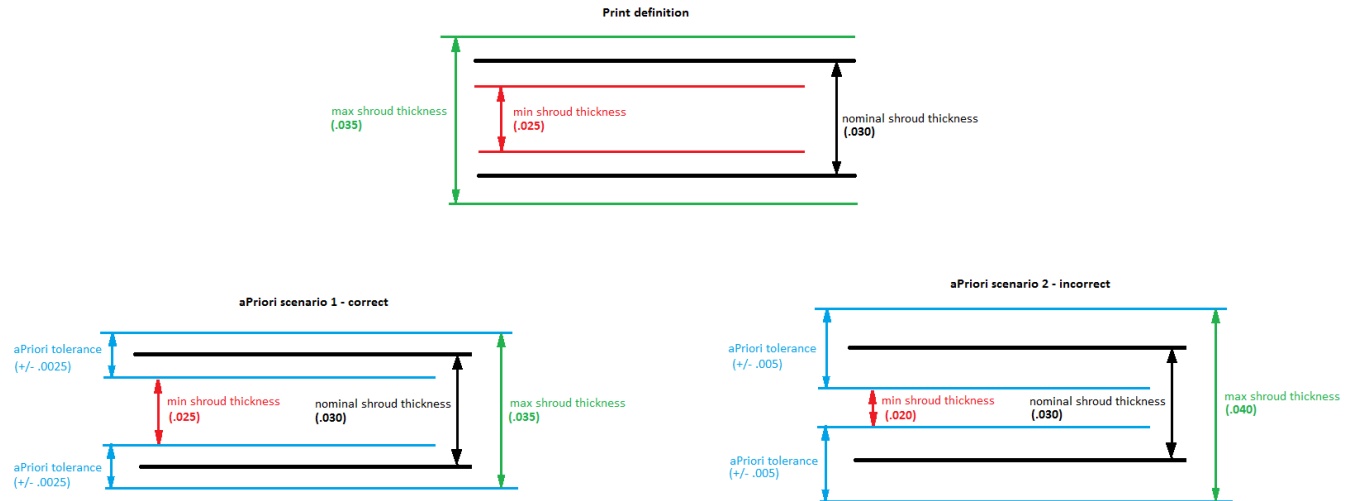 Print definition
max shroud thickness
(.035)
min shroud thickness
(.025)
nominal shroud thickness
(.030)
aPriori scenario 1 - correct
aPriori tolerance
(+/- .0025)
min shroud thickness
(.025)
nominal shroud thickness
(.030)
max shroud thickness
(.035)
aPriori tolerance
(+/- .0025)
aPriori scenario 2 - incorrect
aPriori tolerance
(+/- .005)
min shroud thickness
(.020)
nominal shroud thickness
(.030)
max shroud thickness
(.040)
aPriori tolerance
(+/- .005)